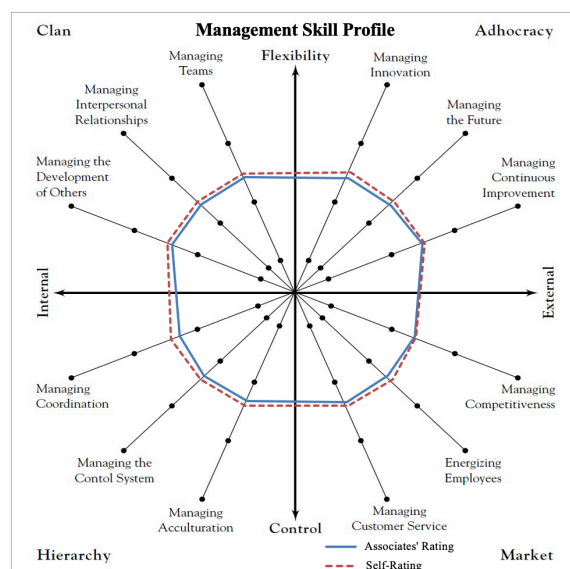 Clan
Management Skill Profile
Adhocracy
Flexibility
Managing
Teams
Managing
Innovation
Managing
Interpersonal
Relationships
Managing
the Future
Managing the
Development
of Others
Managing
Continuous
Improvement
Internal
External
Managing
Coordination
Managing
Competitiveness
Managing the
Contol System
Energizing
Employees
Managing
Acculturation
Managing
Customer Service
Control
Hierarchy
Associates' Rating
Self-Rating
Market